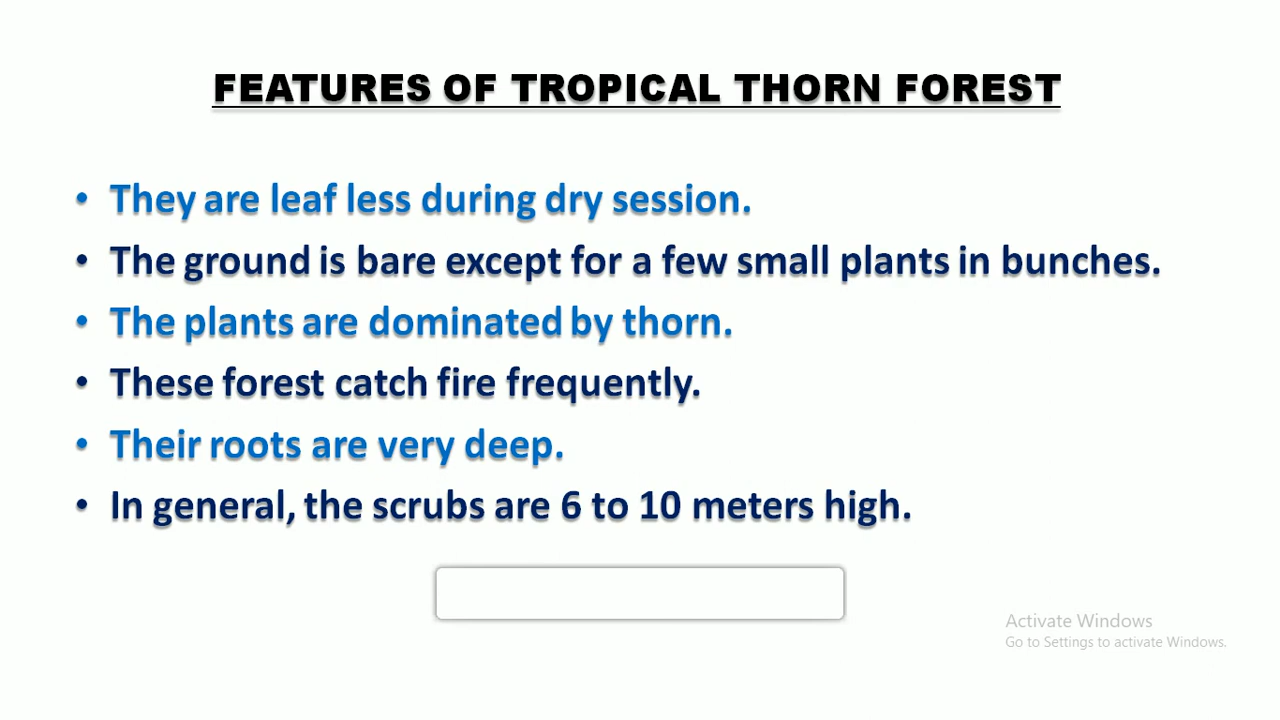 FEATURES OF TROPICAL THORN FOREST
• They are leaf less during dry session.
• The ground is bare except for a few small plants in bunches.
• The plants are dominated by thorn.
• These forest catch fire frequently.
• Their roots are very deep.
• In general, the scrubs are 6 to 10 meters high.
Activate Windows
Go to Settings to activate Windows.